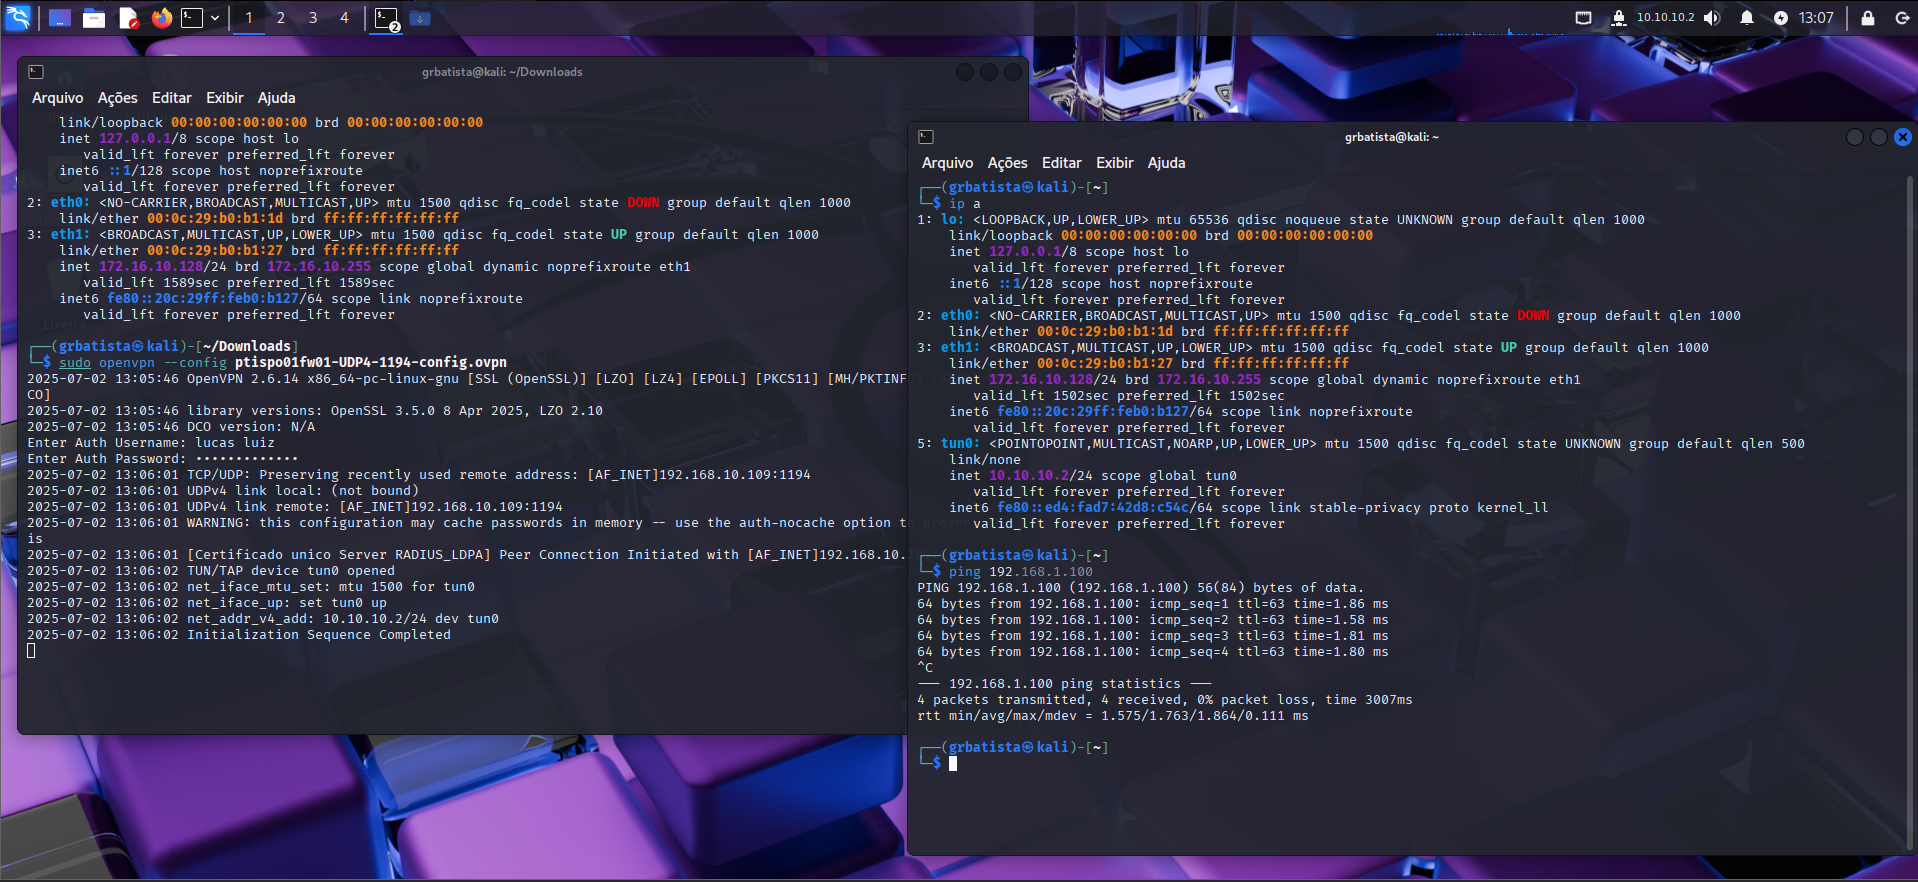 1 2 3 4
2
10.10.10.2
13:07
grbatista@kali: ~/Downloads
Arquivo Ações Editar Exibir Ajuda
link/loopback 00:00:00:00:00:00 brd 00:00:00:00:00:00
inet 127.0.0.1/8 scope host lo
valid_lft forever preferred_lft forever
inet6 ::1/128 scope host noprefixroute
valid_lft forever preferred_lft forever
2: eth0: <NO-CARRIER,BROADCAST,MULTICAST,UP> mtu 1500 qdisc fq_codel state DOWN group default qlen 1000
link/ether 00:0c:29:b0:b1:1d brd ff:ff:ff:ff:ff:ff
3: eth1: <BROADCAST,MULTICAST,UP,LOWER_UP> mtu 1500 qdisc fq_codel state UP group default qlen 1000
link/ether 00:0c:29:b0:b1:27 brd ff:ff:ff:ff:ff:ff
inet 172.16.10.128/24 brd 172.16.10.255 scope global dynamic noprefixroute eth1
valid_lft 1589sec preferred_lft 1589sec
inet6 fe80::20c:29ff:feb0:b127/64 scope link noprefixroute
valid_lft forever preferred_lft forever
┌──(grbatista㉿kali)-[~/Downloads]
└─$ sudo openvpn --config ptispo01fw01-UDP4-1194-config.ovpn
2025-07-02 13:05:46 OpenVPN 2.6.14 x86_64-pc-linux-gnu [SSL (OpenSSL)] [LZO] [LZ4] [EPOLL] [PKCS11] [MH/PKTINF
CO]
2025-07-02 13:05:46 library versions: OpenSSL 3.5.0 8 Apr 2025, LZO 2.10
2025-07-02 13:05:46 DCO version: N/A
Enter Auth Username: lucas luiz
Enter Auth Password: •••••••••••••
2025-07-02 13:06:01 TCP/UDP: Preserving recently used remote address: [AF_INET]192.168.10.109:1194
2025-07-02 13:06:01 UDPv4 link local: (not bound)
2025-07-02 13:06:01 UDPv4 link remote: [AF_INET]192.168.10.109:1194
2025-07-02 13:06:01 WARNING: this configuration may cache passwords in memory -- use the auth-nocache option t
is
2025-07-02 13:06:01 [Certificado unico Server RADIUS_LDPA] Peer Connection Initiated with [AF_INET]192.168.10.
2025-07-02 13:06:02 TUN/TAP device tun0 opened
2025-07-02 13:06:02 net_iface_mtu_set: mtu 1500 for tun0
2025-07-02 13:06:02 net_iface_up: set tun0 up
2025-07-02 13:06:02 net_addr_v4_add: 10.10.10.2/24 dev tun0
2025-07-02 13:06:02 Initialization Sequence Completed
grbatista@kali: ~
Arquivo Ações Editar Exibir Ajuda
┌──(grbatista㉿kali)-[~]
└─$ ip a
1: lo: <LOOPBACK,UP,LOWER_UP> mtu 65536 qdisc noqueue state UNKNOWN group default qlen 1000
link/loopback 00:00:00:00:00:00 brd 00:00:00:00:00:00
inet 127.0.0.1/8 scope host lo
valid_lft forever preferred_lft forever
inet6 ::1/128 scope host noprefixroute
valid_lft forever preferred_lft forever
2: eth0: <NO-CARRIER,BROADCAST,MULTICAST,UP> mtu 1500 qdisc fq_codel state DOWN group default qlen 1000
link/ether 00:0c:29:b0:b1:1d brd ff:ff:ff:ff:ff:ff
3: eth1: <BROADCAST,MULTICAST,UP,LOWER_UP> mtu 1500 qdisc fq_codel state UP group default qlen 1000
link/ether 00:0c:29:b0:b1:27 brd ff:ff:ff:ff:ff:ff
inet 172.16.10.128/24 brd 172.16.10.255 scope global dynamic noprefixroute eth1
valid_lft 1502sec preferred_lft 1502sec
inet6 fe80::20c:29ff:feb0:b127/64 scope link noprefixroute
valid_lft forever preferred_lft forever
5: tun0: <POINTOPOINT,MULTICAST,NOARP,UP,LOWER_UP> mtu 1500 qdisc fq_codel state UNKNOWN group default qlen 500
link/none
inet 10.10.10.2/24 scope global tun0
valid_lft forever preferred_lft forever
inet6 fe80::ed4:fad7:42d8:c54c/64 scope link stable-privacy proto kernel_ll
valid_lft forever preferred_lft forever
┌──(grbatista㉿kali)-[~]
└─$ ping 192.168.1.100
PING 192.168.1.100 (192.168.1.100) 56(84) bytes of data.
64 bytes from 192.168.1.100: icmp_seq=1 ttl=63 time=1.86 ms
64 bytes from 192.168.1.100: icmp_seq=2 ttl=63 time=1.58 ms
64 bytes from 192.168.1.100: icmp_seq=3 ttl=63 time=1.81 ms
64 bytes from 192.168.1.100: icmp_seq=4 ttl=63 time=1.80 ms
^C
--- 192.168.1.100 ping statistics ---
4 packets transmitted, 4 received, 0% packet loss, time 3007ms
rtt min/avg/max/mdev = 1.575/1.763/1.864/0.111 ms
┌──(grbatista㉿kali)-[~]
└─$